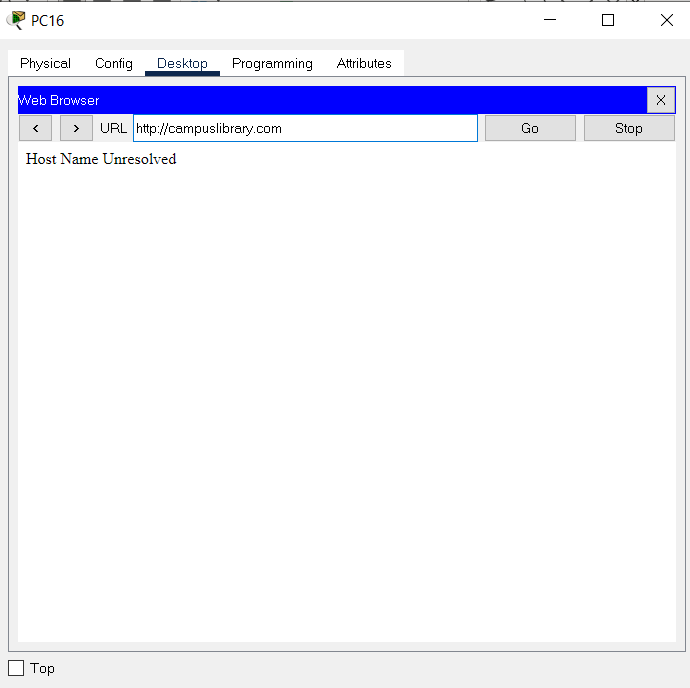 PC16
Physical Config Desktop Programming Attributes
Web Browser X
< > URL http://campuslibrary.com Go Stop
Host Name Unresolved
Top